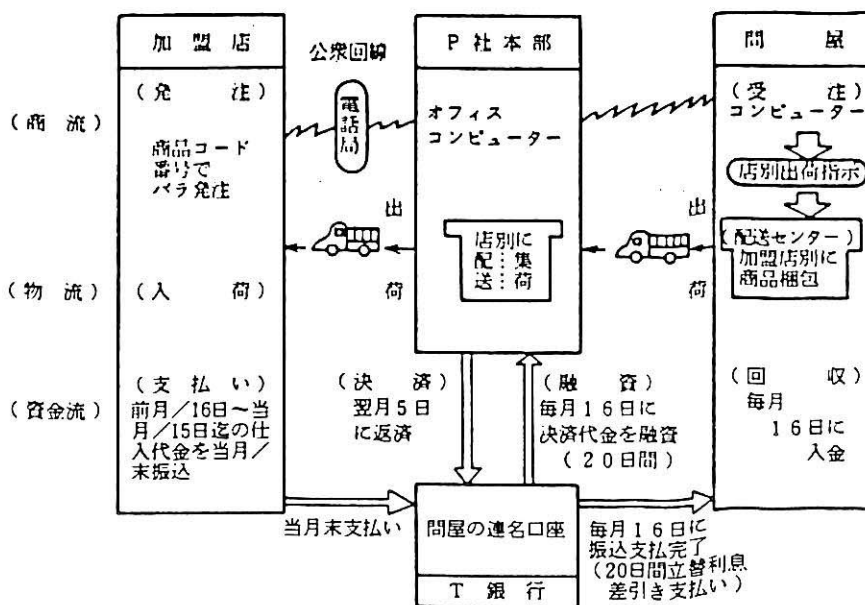 加盟店
公衆回線
P社本部
問屋
(商流)
(発注)
商品コード
番号で
バラ発注
電話局
オフィス
コンピューター
(受注)
コンピューター
店別出荷指示
出荷
店別に
配…集
送…荷
出荷
(配送センター)
加盟店別に
商品梱包
(物流)
(入荷)
(資金流)
(支払い)
前月/16日~当
月/15日迄の仕
入代金を当月/
末振込
(決済)
翌月5日
に返済
(融資)
毎月16日に
決済代金を融資
(20日間)
(回収)
毎月
16日に
入金
当月末支払い
問屋の連名口座
T銀行
毎月16日に
振込支払完了
(20日間立替利息
差引き支払い)